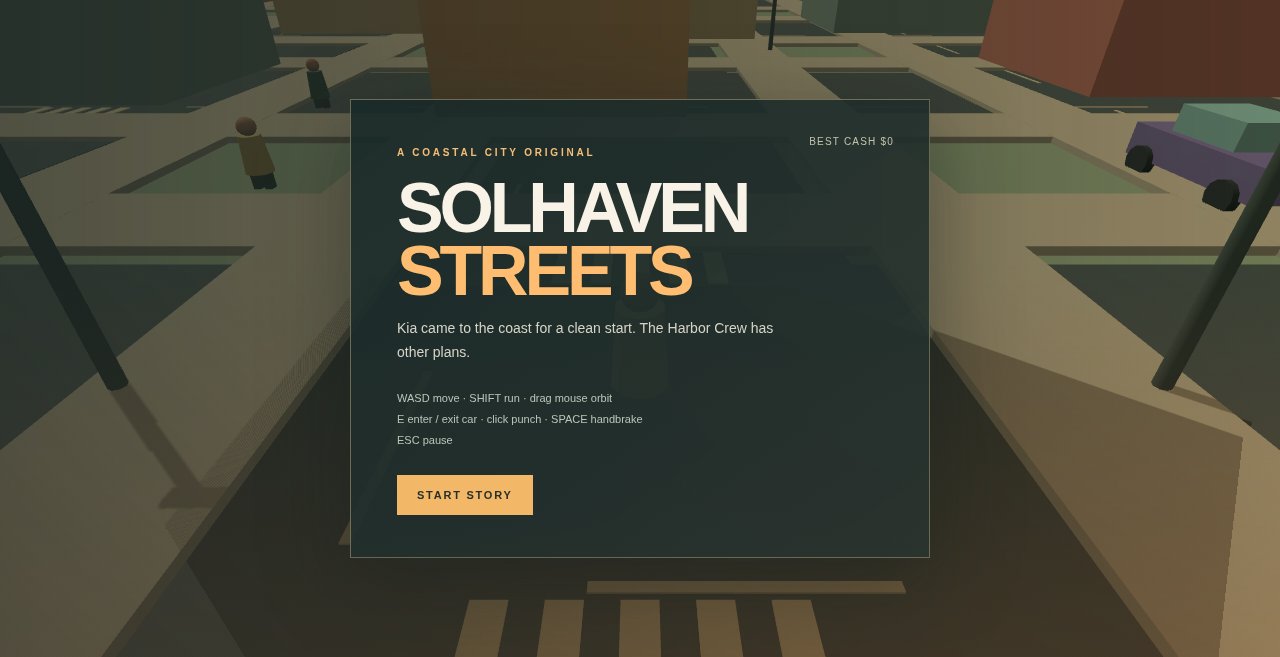 BEST CASH $0
A COASTAL CITY ORIGINAL
SOLHAVEN
STREETS
Kia came to the coast for a clean start. The Harbor Crew has
other plans.
WASD move · SHIFT run · drag mouse orbit
E enter / exit car · click punch · SPACE handbrake
ESC pause
START STORY